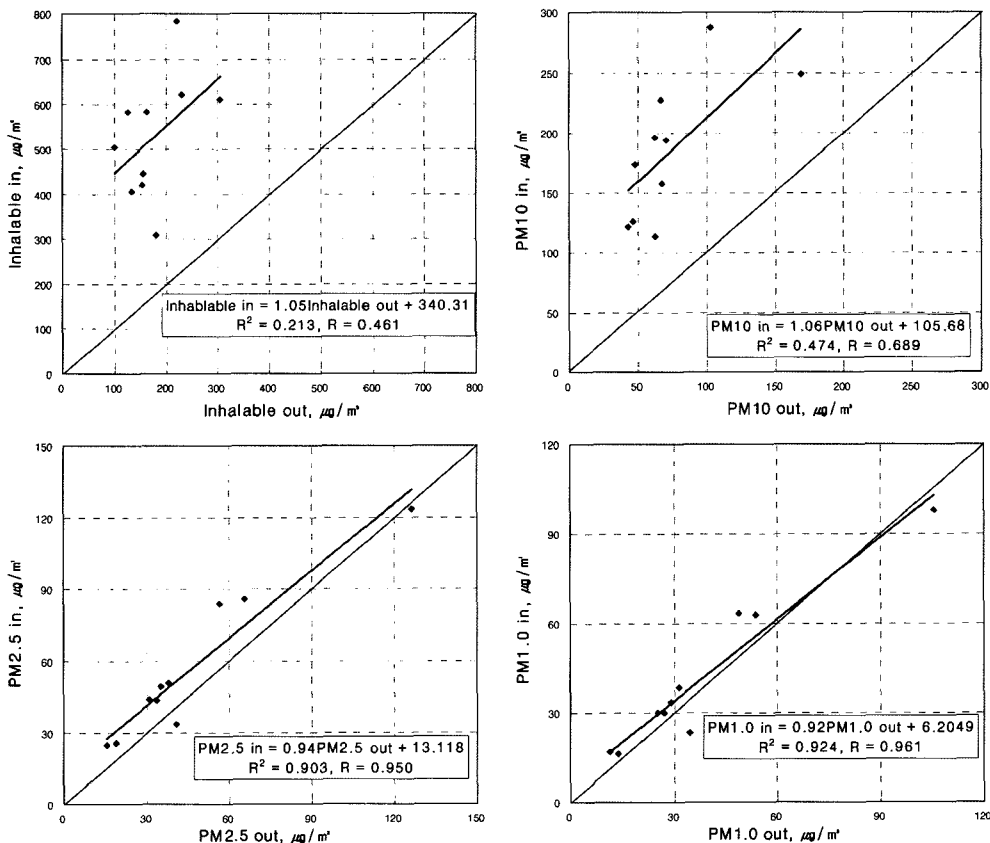 800
700
600
500
400
300
200
100
0
Inhalable in, ㎍/㎥
Inhablable in = 1.05Inhalable out + 340.31
R² = 0.213, R = 0.461
0 100 200 300 400 500 600 700 800
Inhalable out, ㎍/㎥
300
250
200
150
100
50
0
PM10 in, ㎍/㎥
PM10 in = 1.06PM10 out + 105.68
R² = 0.474, R = 0.689
0 50 100 150 200 250 300
PM10 out, ㎍/㎥
150
120
90
60
30
0
PM2.5 in, ㎍/㎥
PM2.5 in = 0.94PM2.5 out + 13.118
R² = 0.903, R = 0.950
0 30 60 90 120 150
PM2.5 out, ㎍/㎥
120
90
60
30
0
PM1.0 in, ㎍/㎥
PM1.0 in = 0.92PM1.0 out + 6.2049
R² = 0.924, R = 0.961
0 30 60 90 120
PM1.0 out, ㎍/㎥